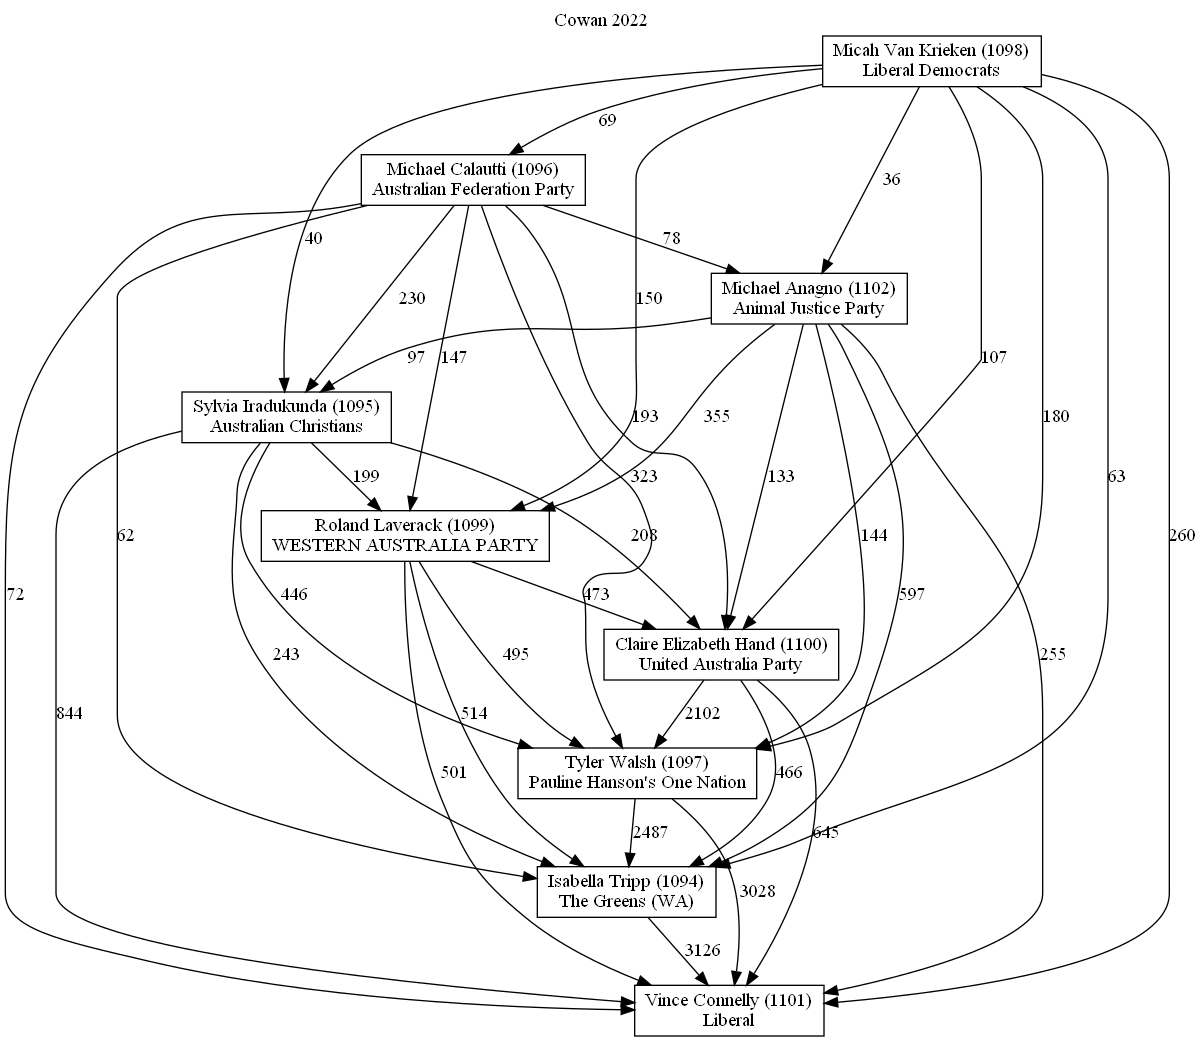 Cowan 2022
Micah Van Krieken (1098)
Liberal Democrats
69
Michael Calautti (1096)
Australian Federation Party
36
40
78
230
147
150
Michael Anagno (1102)
Animal Justice Party
97
107
Sylvia Iradukunda (1095)
Australian Christians
193
355
180
199
323
133
63
Roland Laverack (1099)
WESTERN AUSTRALIA PARTY
62
208
144
260
72
446
473
597
243
495
Claire Elizabeth Hand (1100)
United Australia Party
255
844
514
2102
501
Tyler Walsh (1097)
Pauline Hanson's One Nation
466
2487
645
Isabella Tripp (1094)
The Greens (WA)
3028
3126
Vince Connelly (1101)
Liberal